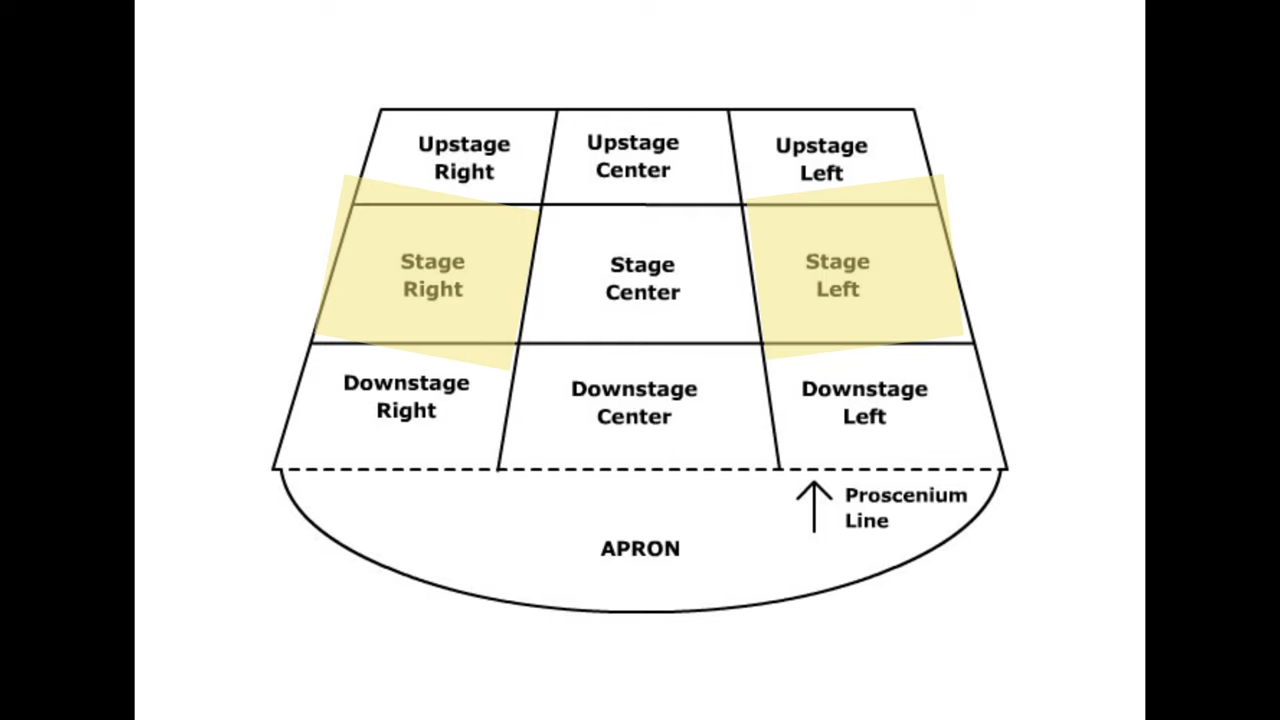 Upstage
Right
Upstage
Center
Upstage
Left
Stage
Right
Stage
Center
Stage
Left
Downstage
Right
Downstage
Center
Downstage
Left
Proscenium
Line
APRON